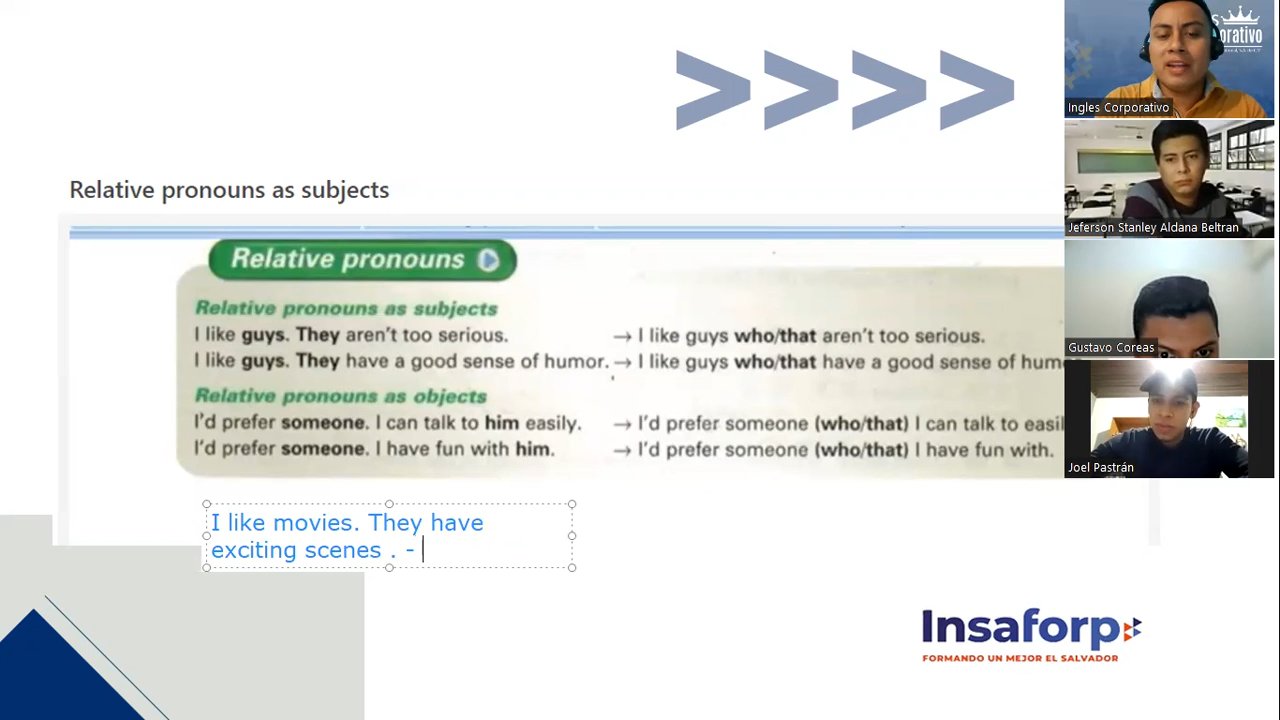 orativo
Ingles Corporativo
Relative pronouns as subjects
Jeferson Stanley Aldana Beltran
Relative pronouns
Relative pronouns as subjects
I like guys. They aren't too serious. → I like guys who/that aren't too serious.
I like guys. They have a good sense of humor. → I like guys who/that have a good sense of hum
Gustavo Coreas
Relative pronouns as objects
I'd prefer someone. I can talk to him easily. → I'd prefer someone (who/that) I can talk to easil
I'd prefer someone. I have fun with him. → I'd prefer someone (who/that) I have fun with.
Joel Pastrán
I like movies. They have
exciting scenes . -
Insaforp
FORMANDO UN MEJOR EL SALVADOR